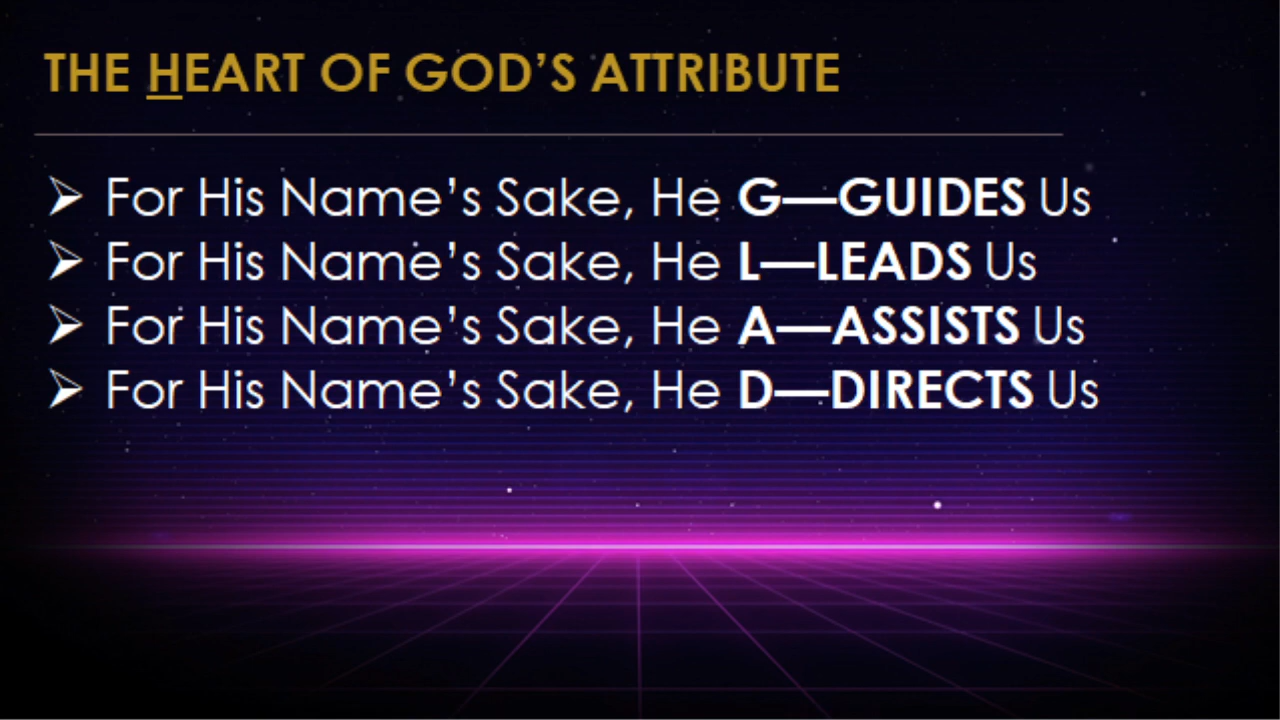 THE HEART OF GOD’S ATTRIBUTE
➢ For His Name’s Sake, He G—GUIDES Us
➢ For His Name’s Sake, He L—LEADS Us
➢ For His Name’s Sake, He A—ASSISTS Us
➢ For His Name’s Sake, He D—DIRECTS Us